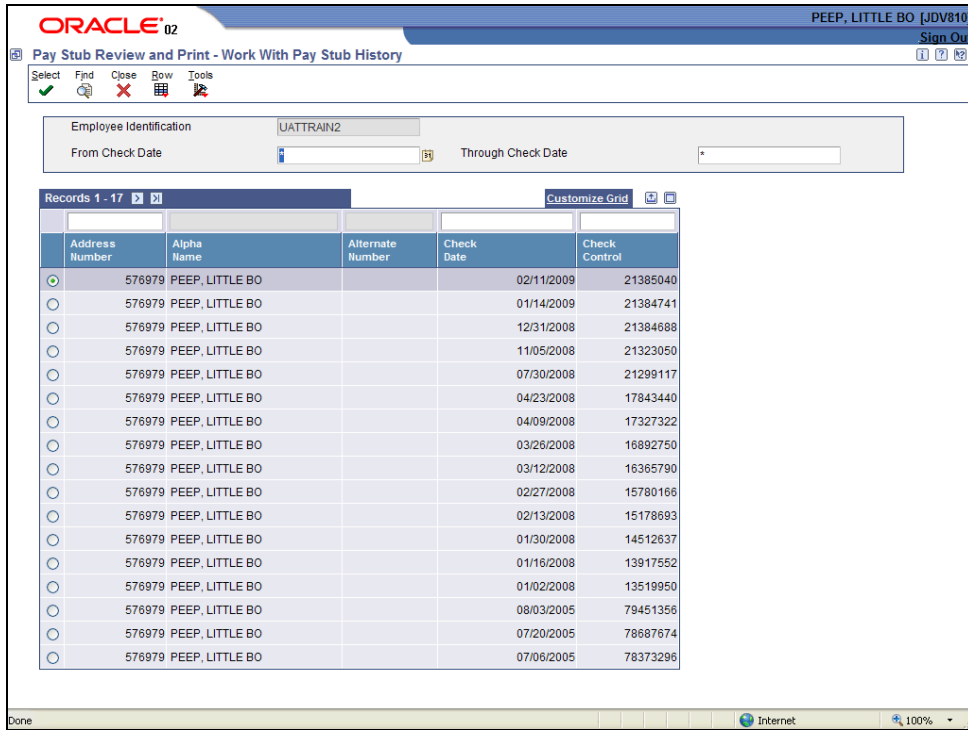 ORACLE 02
PEEP, LITTLE BO [JDV810
Sign Out
Pay Stub Review and Print - Work With Pay Stub History
Select Find Close Row Tools
Employee Identification UATTRAIN2
From Check Date * Through Check Date *
Records 1 - 17 Customize Grid
Address Number Alpha Name Alternate Number Check Date Check Control
576979 PEEP, LITTLE BO 02/11/2009 21385040
576979 PEEP, LITTLE BO 01/14/2009 21384741
576979 PEEP, LITTLE BO 12/31/2008 21384688
576979 PEEP, LITTLE BO 11/05/2008 21323050
576979 PEEP, LITTLE BO 07/30/2008 21299117
576979 PEEP, LITTLE BO 04/23/2008 17843440
576979 PEEP, LITTLE BO 04/09/2008 17327322
576979 PEEP, LITTLE BO 03/26/2008 16892750
576979 PEEP, LITTLE BO 03/12/2008 16365790
576979 PEEP, LITTLE BO 02/27/2008 15780166
576979 PEEP, LITTLE BO 02/13/2008 15178693
576979 PEEP, LITTLE BO 01/30/2008 14512637
576979 PEEP, LITTLE BO 01/16/2008 13917552
576979 PEEP, LITTLE BO 01/02/2008 13519950
576979 PEEP, LITTLE BO 08/03/2005 79451356
576979 PEEP, LITTLE BO 07/20/2005 78687674
576979 PEEP, LITTLE BO 07/06/2005 78373296
Done Internet 100%